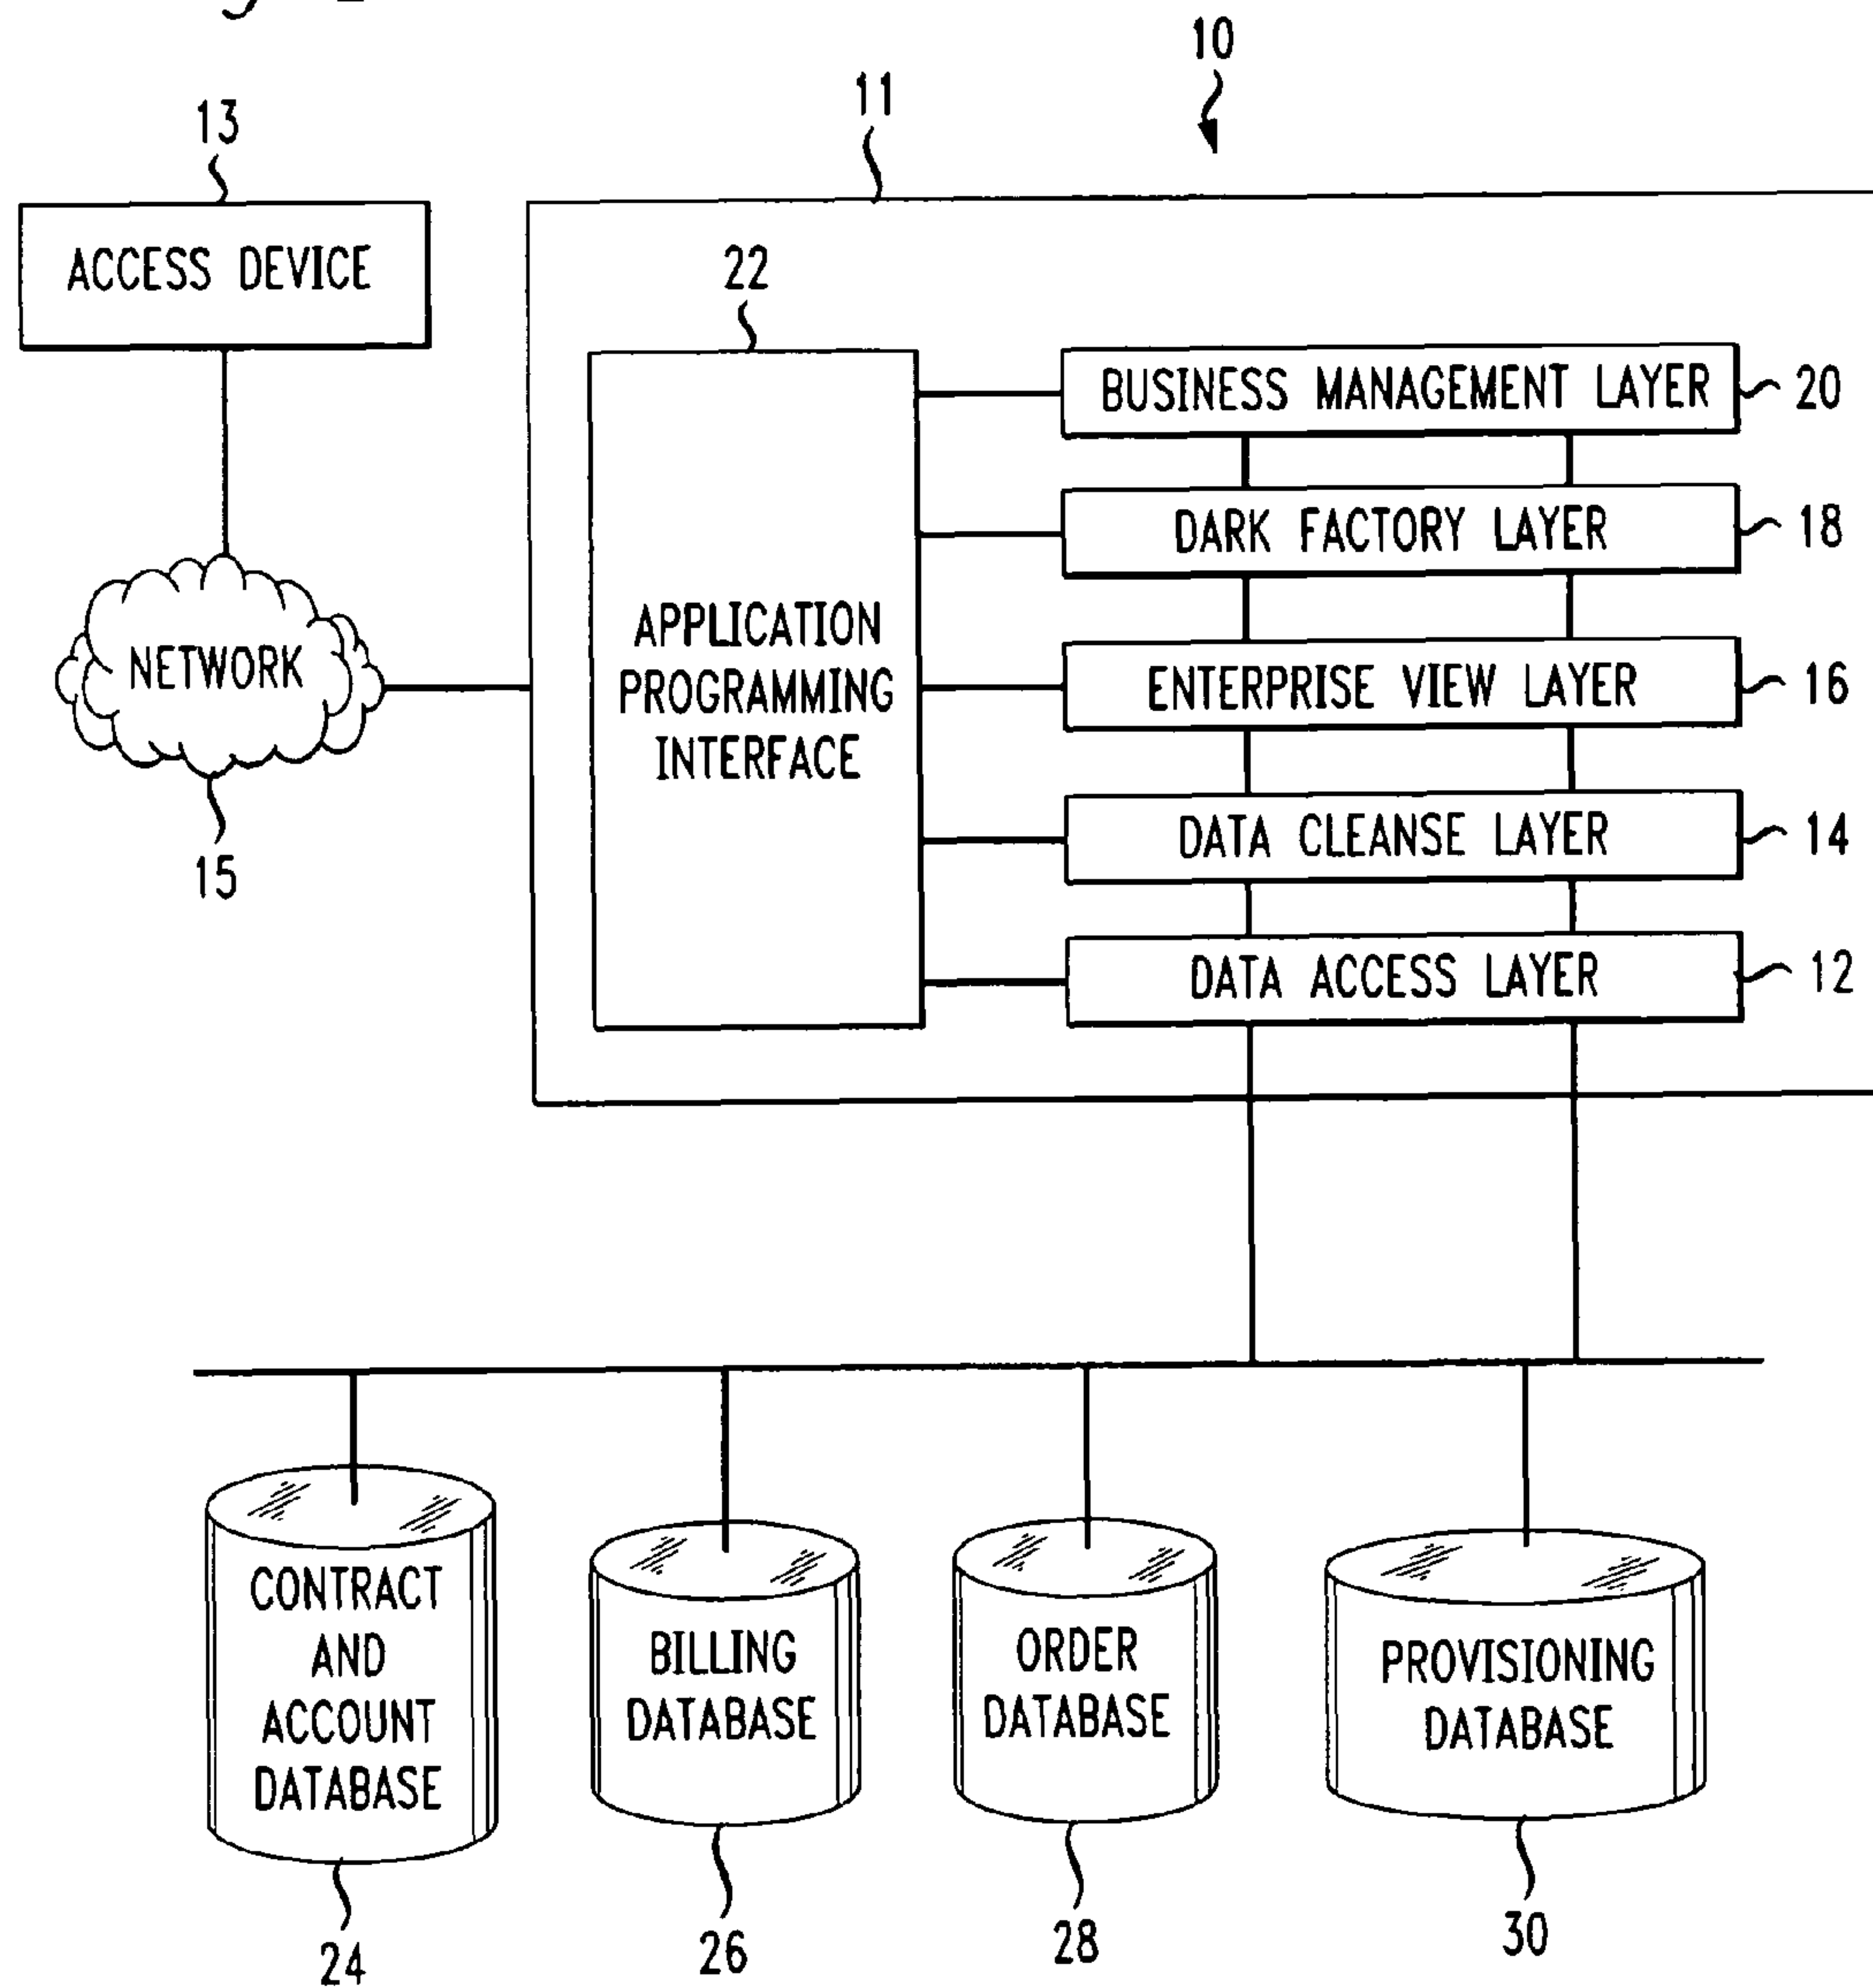 10
11
13
ACCESS DEVICE
22
BUSINESS MANAGEMENT LAYER
20
DARK FACTORY LAYER
18
APPLICATION
PROGRAMMING
INTERFACE
NETWORK
ENTERPRISE VIEW LAYER
16
DATA CLEANSE LAYER
14
15
DATA ACCESS LAYER
12
CONTRACT
AND
ACCOUNT
DATABASE
BILLING
DATABASE
ORDER
DATABASE
PROVISIONING
DATABASE
24
26
28
30